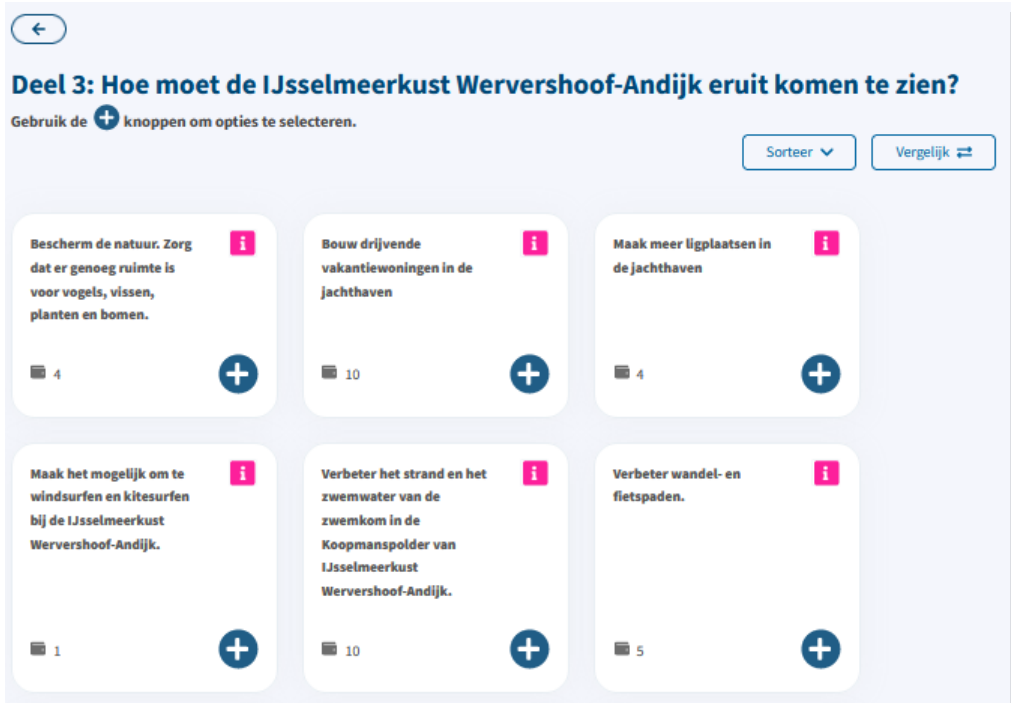 Deel 3: Hoe moet de IJsselmeerkust Wervershoof-Andijk eruit komen te zien?
Gebruik de + knoppen om opties te selecteren.
Sorteer
Vergelijk
Bescherm de natuur. Zorg
dat er genoeg ruimte is
voor vogels, vissen,
planten en bomen.
4
Bouw drijvende
vakantiewoningen in de
jachthaven
10
Maak meer ligplaatsen in
de jachthaven
4
Maak het mogelijk om te
windsurfen en kitesurfen
bij de IJsselmeerkust
Wervershoof-Andijk.
1
Verbeter het strand en het
zwemwater van de
zwemkom in de
Koopmanspolder van
IJsselmeerkust
Wervershoof-Andijk.
10
Verbeter wandel- en
fietspaden.
5